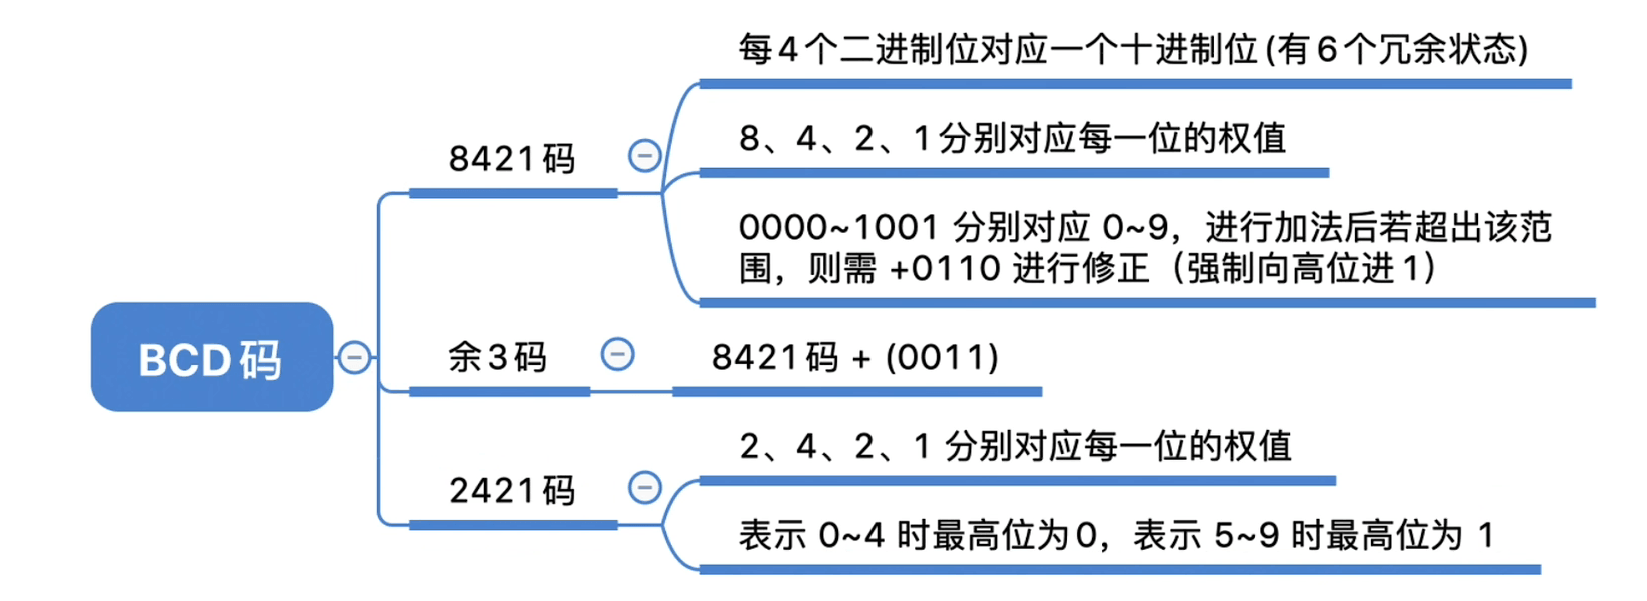 BCD码
8421码
每4个二进制位对应一个十进制位(有6个冗余状态)
8、4、2、1分别对应每一位的权值
0000~1001 分别对应 0~9，进行加法后若超出该范
围，则需 +0110 进行修正（强制向高位进1）
余3码
8421码 + (0011)
2421码
2、4、2、1 分别对应每一位的权值
表示 0~4 时最高位为0，表示 5~9 时最高位为 1